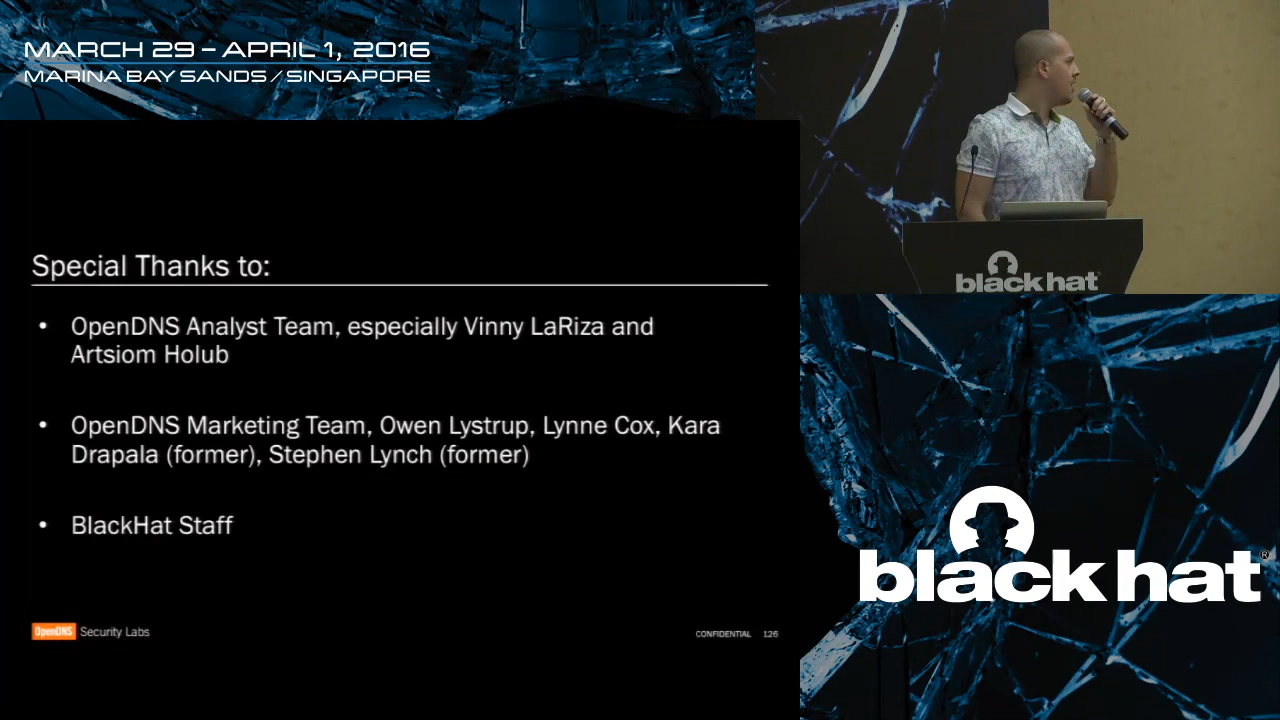 MARCH 29 – APRIL 1, 2016
MARINA BAY SANDS / SINGAPORE
black hat
Special Thanks to:
• OpenDNS Analyst Team, especially Vinny LaRiza and
Artsiom Holub
• OpenDNS Marketing Team, Owen Lystrup, Lynne Cox, Kara
Drapala (former), Stephen Lynch (former)
• BlackHat Staff
black hat®
OpenDNS Security Labs
CONFIDENTIAL 126